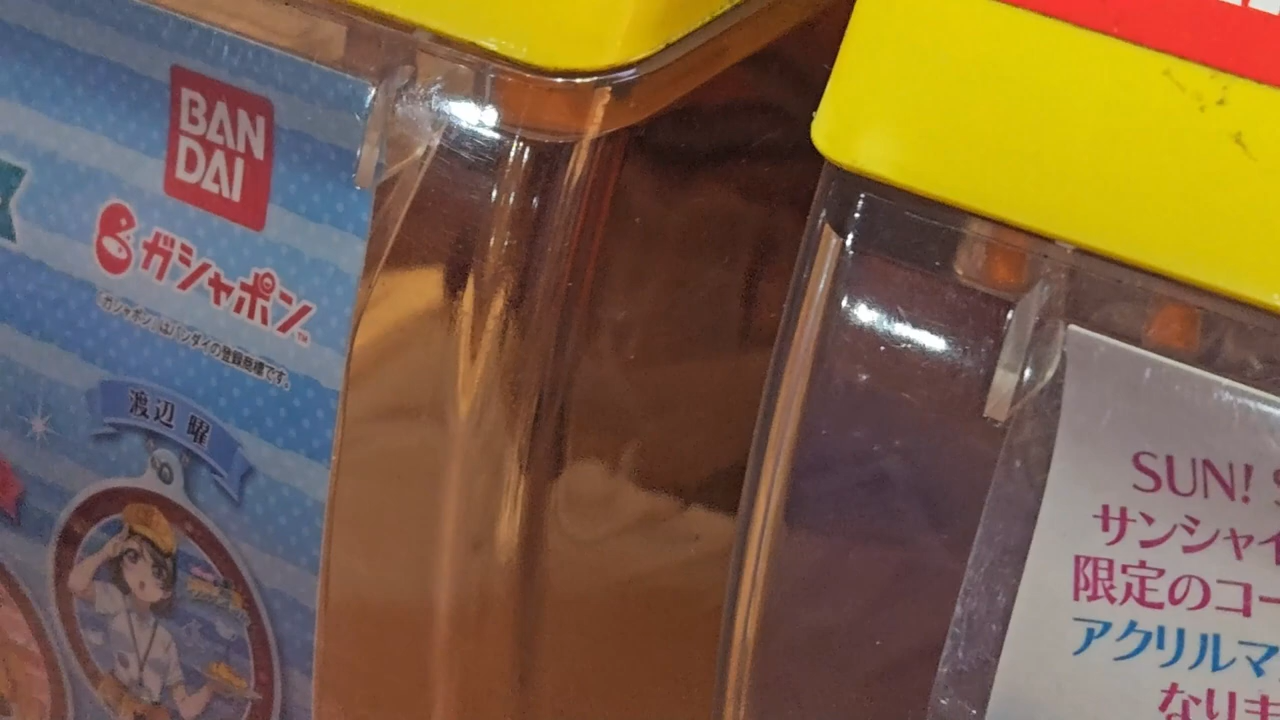 BAN
DAI
ガシャポン™
「ガシャポン」はバンダイの登録商標です。
渡辺 曜
SUN!
サンシャイ
限定のコー
アクリルマ
なりま